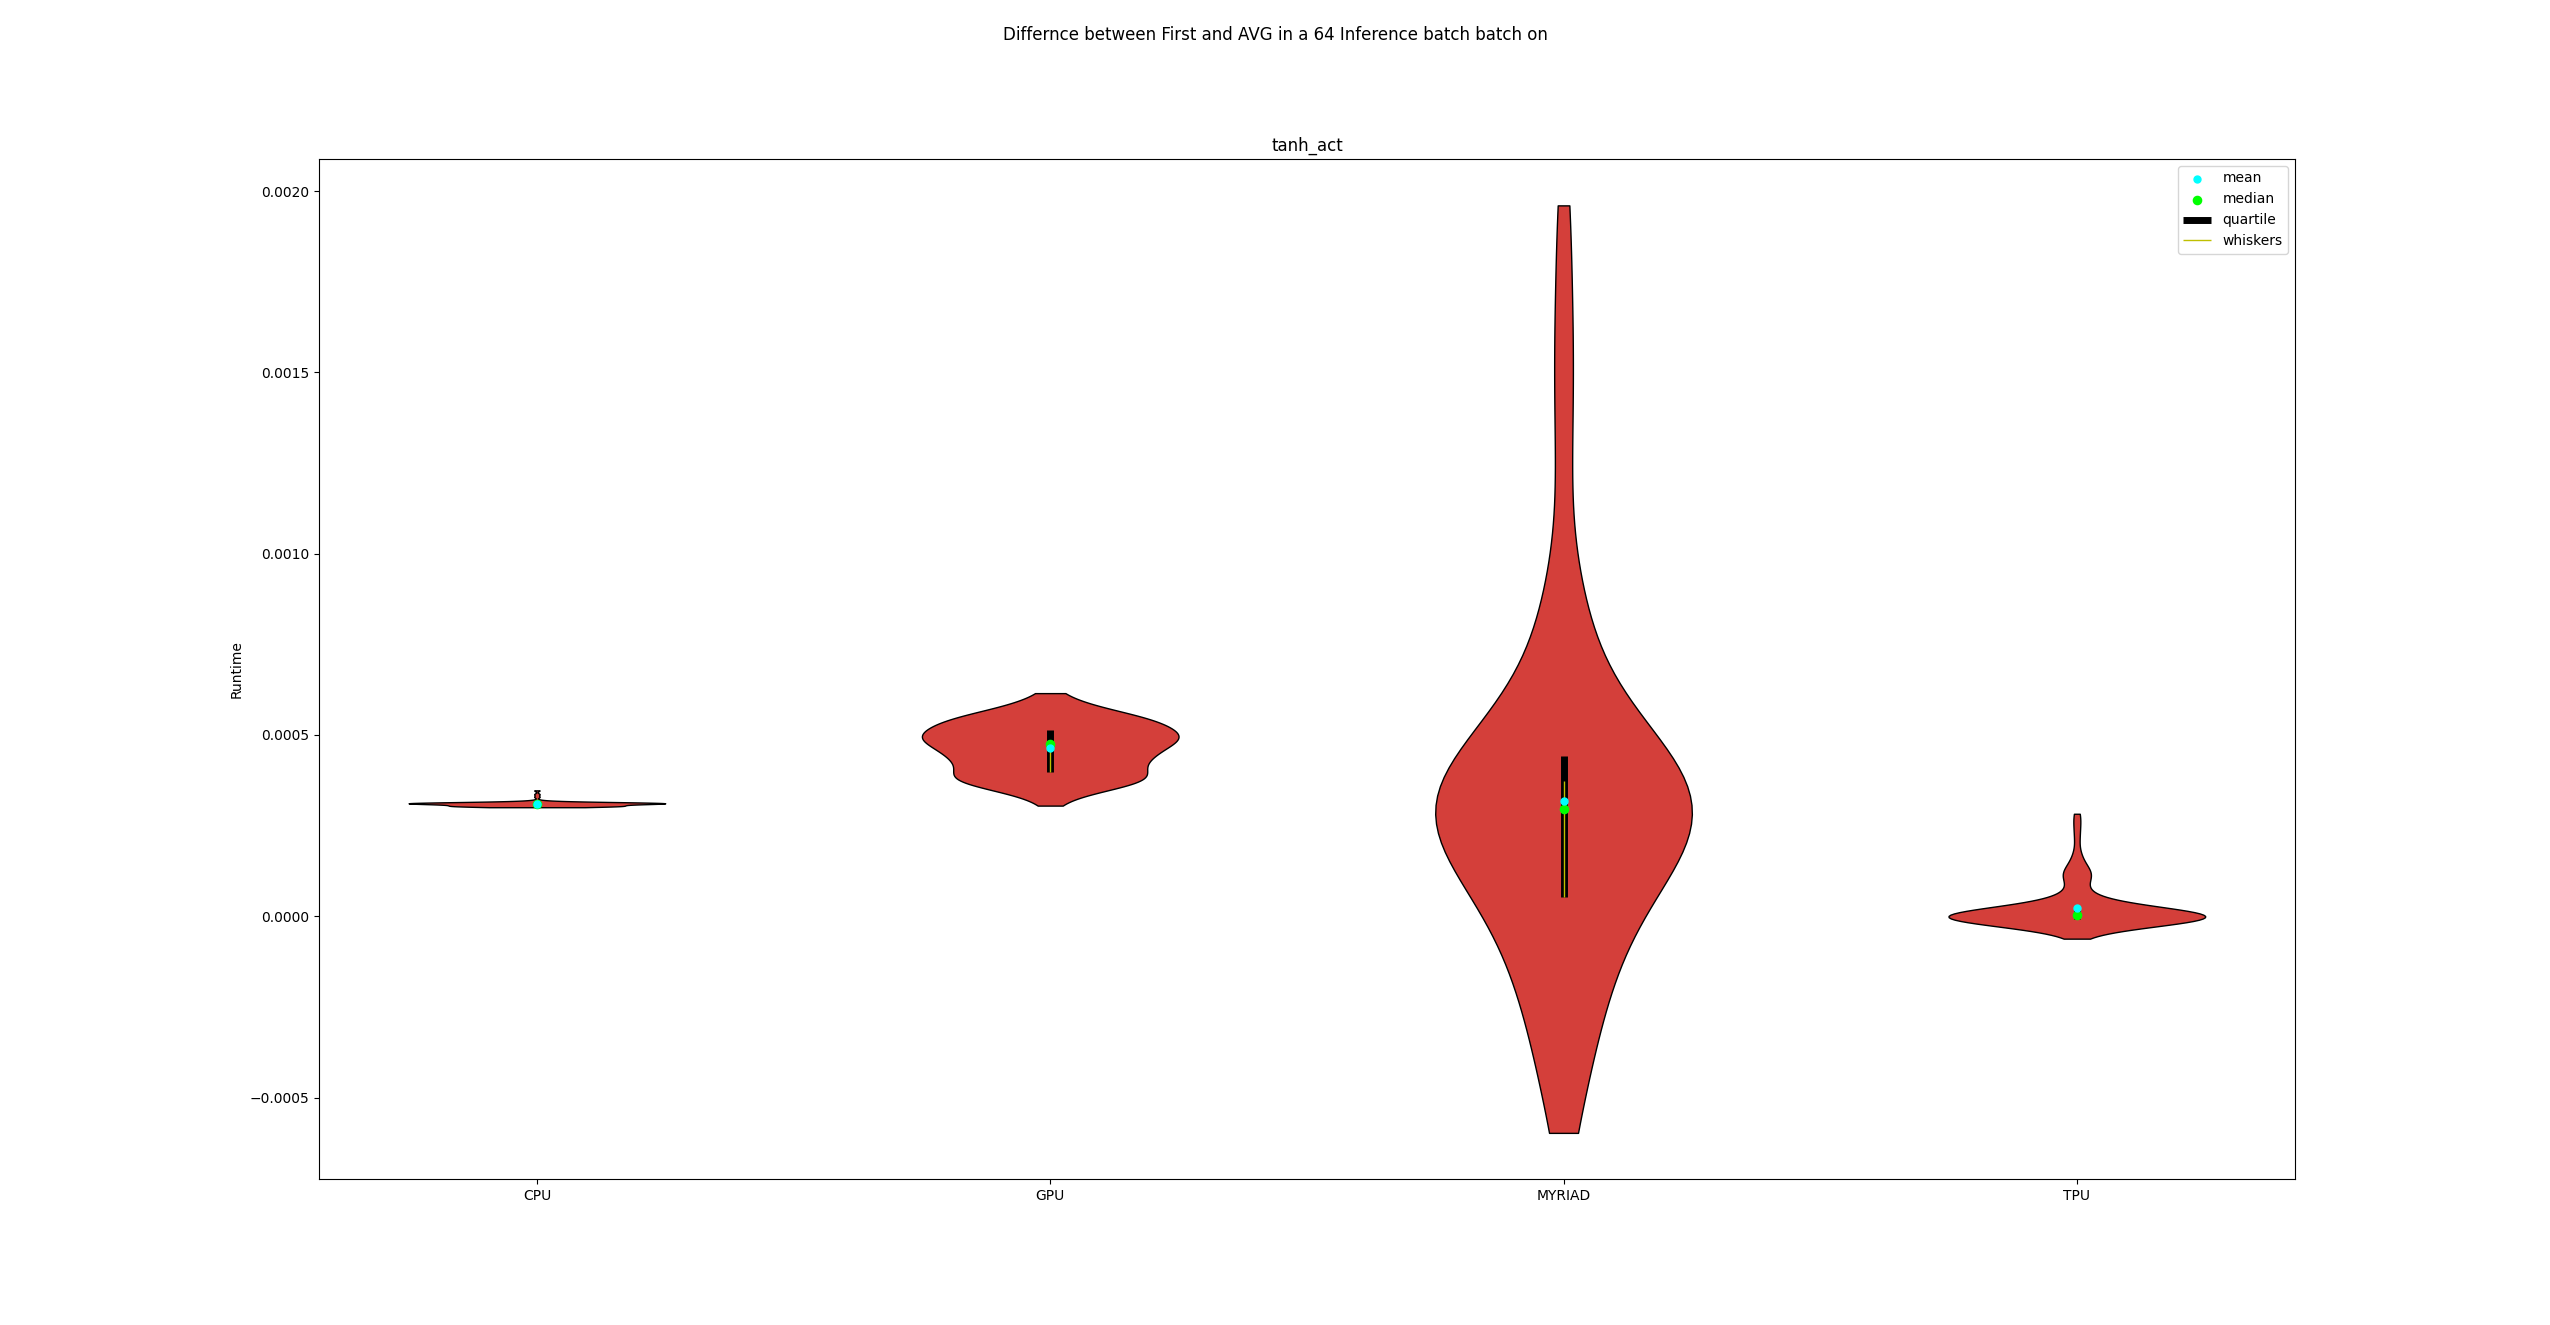 Differnce between First and AVG in a 64 Inference batch batch on
tanh_act
mean
median
quartile
whiskers
0.0020
0.0015
0.0010
0.0005
0.0000
−0.0005
Runtime
CPU GPU MYRIAD TPU